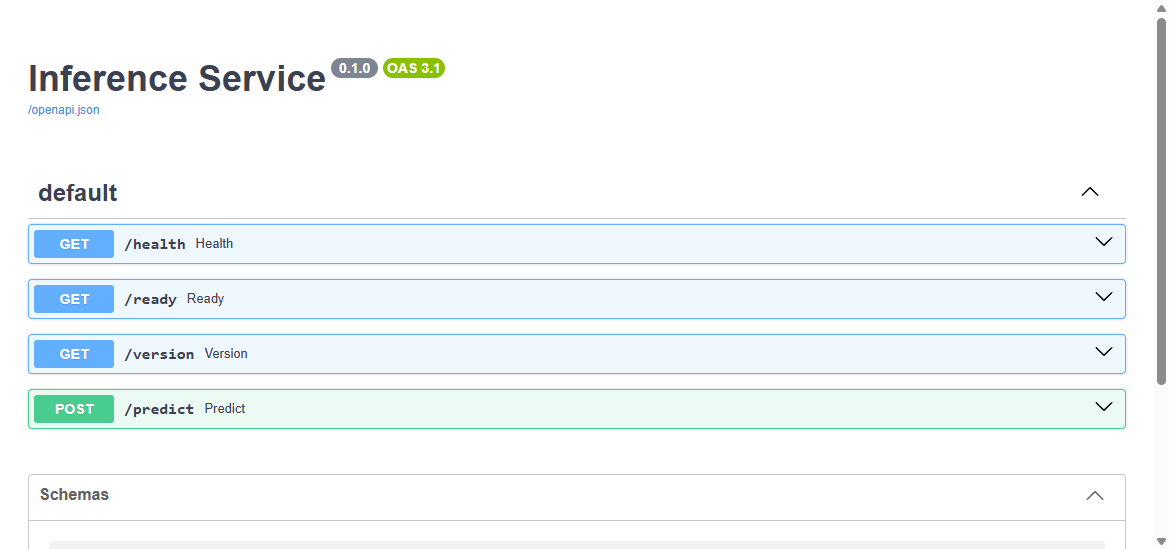 Inference Service 0.1.0 OAS 3.1
/openapi.json
default
GET /health Health
GET /ready Ready
GET /version Version
POST /predict Predict
Schemas